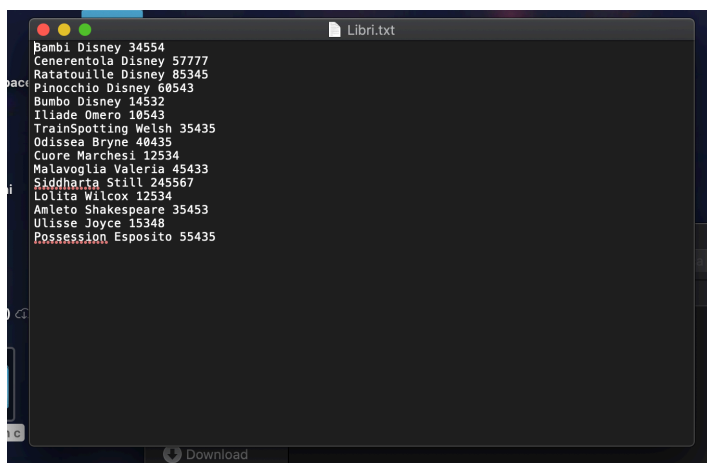 Libri.txt
Bambi Disney 34554
Cenerentola Disney 57777
Ratatouille Disney 85345
Pinocchio Disney 60543
Bumbo Disney 14532
Iliade Omero 10543
TrainSpotting Welsh 35435
Odissea Bryne 40435
Cuore Marchesi 12534
Malavoglia Valeria 45433
Siddharta Still 245567
Lolita Wilcox 12534
Amleto Shakespeare 35453
Ulisse Joyce 15348
Possession Esposito 55435
Download